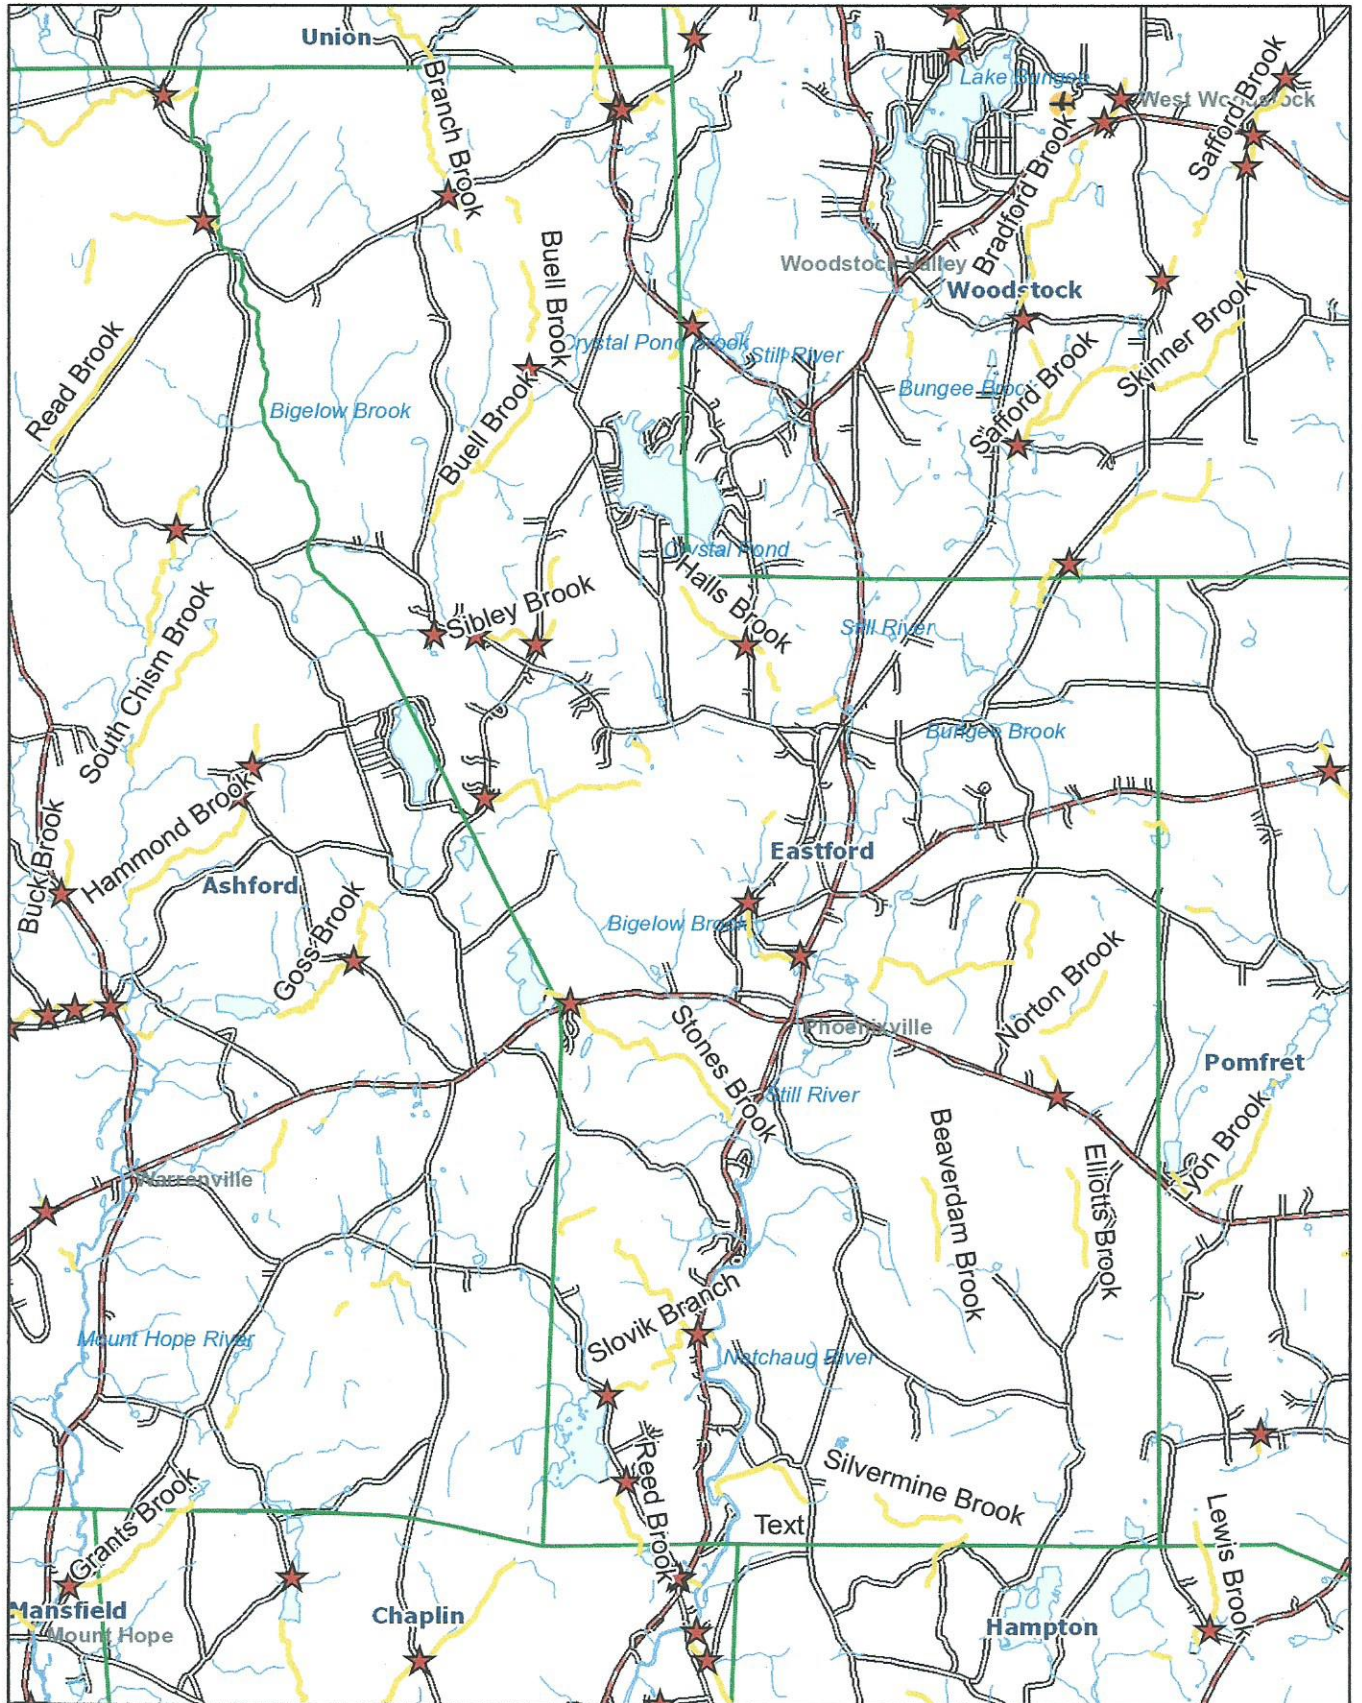 Union
Branch Brook
Lake Bungee
West Woodstock
Safford Brook
Bradford Brook
Woodstock Valley
Woodstock
Buell Brook
Crystal Pond Brook
Still River
Skinner Brook
Read Brook
Bigelow Brook
Buell Brook
Bungee Brook
Safford Brook
Crystal Pond
Halls Brook
Sibley Brook
Still River
South Chism Brook
Bungee Brook
Hammond Brook
Buck Brook
Eastford
Ashford
Goss Brook
Bigelow Brook
Norton Brook
Stones Brook
Phoenixville
Pomfret
Still River
Beaverdam Brook
Elliotts Brook
Lyon Brook
Warrenville
Slovik Branch
Mount Hope River
Natchaug River
Reed Brook
Silvermine Brook
Grants Brook
Text
Lewis Brook
Mansfield
Chaplin
Hampton
Mount Hope